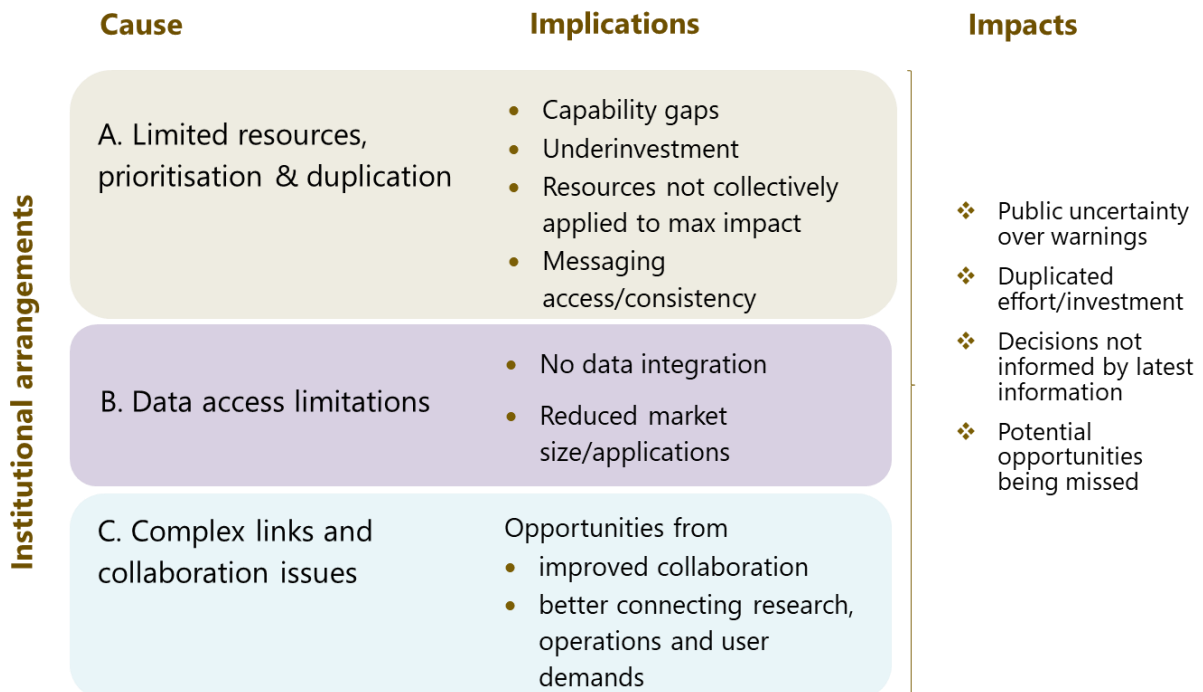 Cause
Implications
Impacts
Institutional arrangements
A. Limited resources,
prioritisation & duplication
• Capability gaps
• Underinvestment
• Resources not collectively
applied to max impact
• Messaging
access/consistency
B. Data access limitations
• No data integration
• Reduced market
size/applications
C. Complex links and
collaboration issues
Opportunities from
• improved collaboration
• better connecting research,
operations and user
demands
❖ Public uncertainty
over warnings
❖ Duplicated
effort/investment
❖ Decisions not
informed by latest
information
❖ Potential
opportunities
being missed